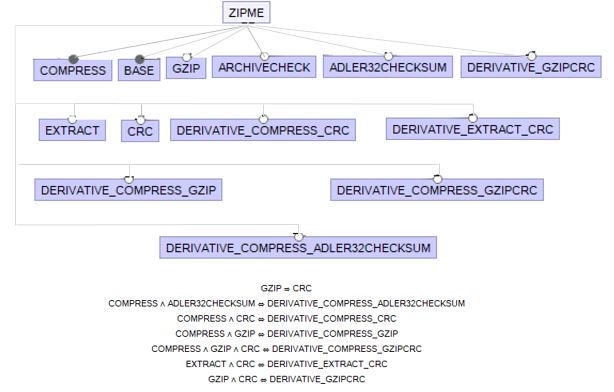 ZIPME
COMPRESS BASE GZIP ARCHIVECHECK ADLER32CHECKSUM DERIVATIVE_GZIPCRC
EXTRACT CRC DERIVATIVE_COMPRESS_CRC DERIVATIVE_EXTRACT_CRC
DERIVATIVE_COMPRESS_GZIP DERIVATIVE_COMPRESS_GZIPCRC
DERIVATIVE_COMPRESS_ADLER32CHECKSUM
GZIP ⇒ CRC
COMPRESS ∧ ADLER32CHECKSUM ⇔ DERIVATIVE_COMPRESS_ADLER32CHECKSUM
COMPRESS ∧ CRC ⇔ DERIVATIVE_COMPRESS_CRC
COMPRESS ∧ GZIP ⇔ DERIVATIVE_COMPRESS_GZIP
COMPRESS ∧ GZIP ∧ CRC ⇔ DERIVATIVE_COMPRESS_GZIPCRC
EXTRACT ∧ CRC ⇔ DERIVATIVE_EXTRACT_CRC
GZIP ∧ CRC ⇔ DERIVATIVE_GZIPCRC